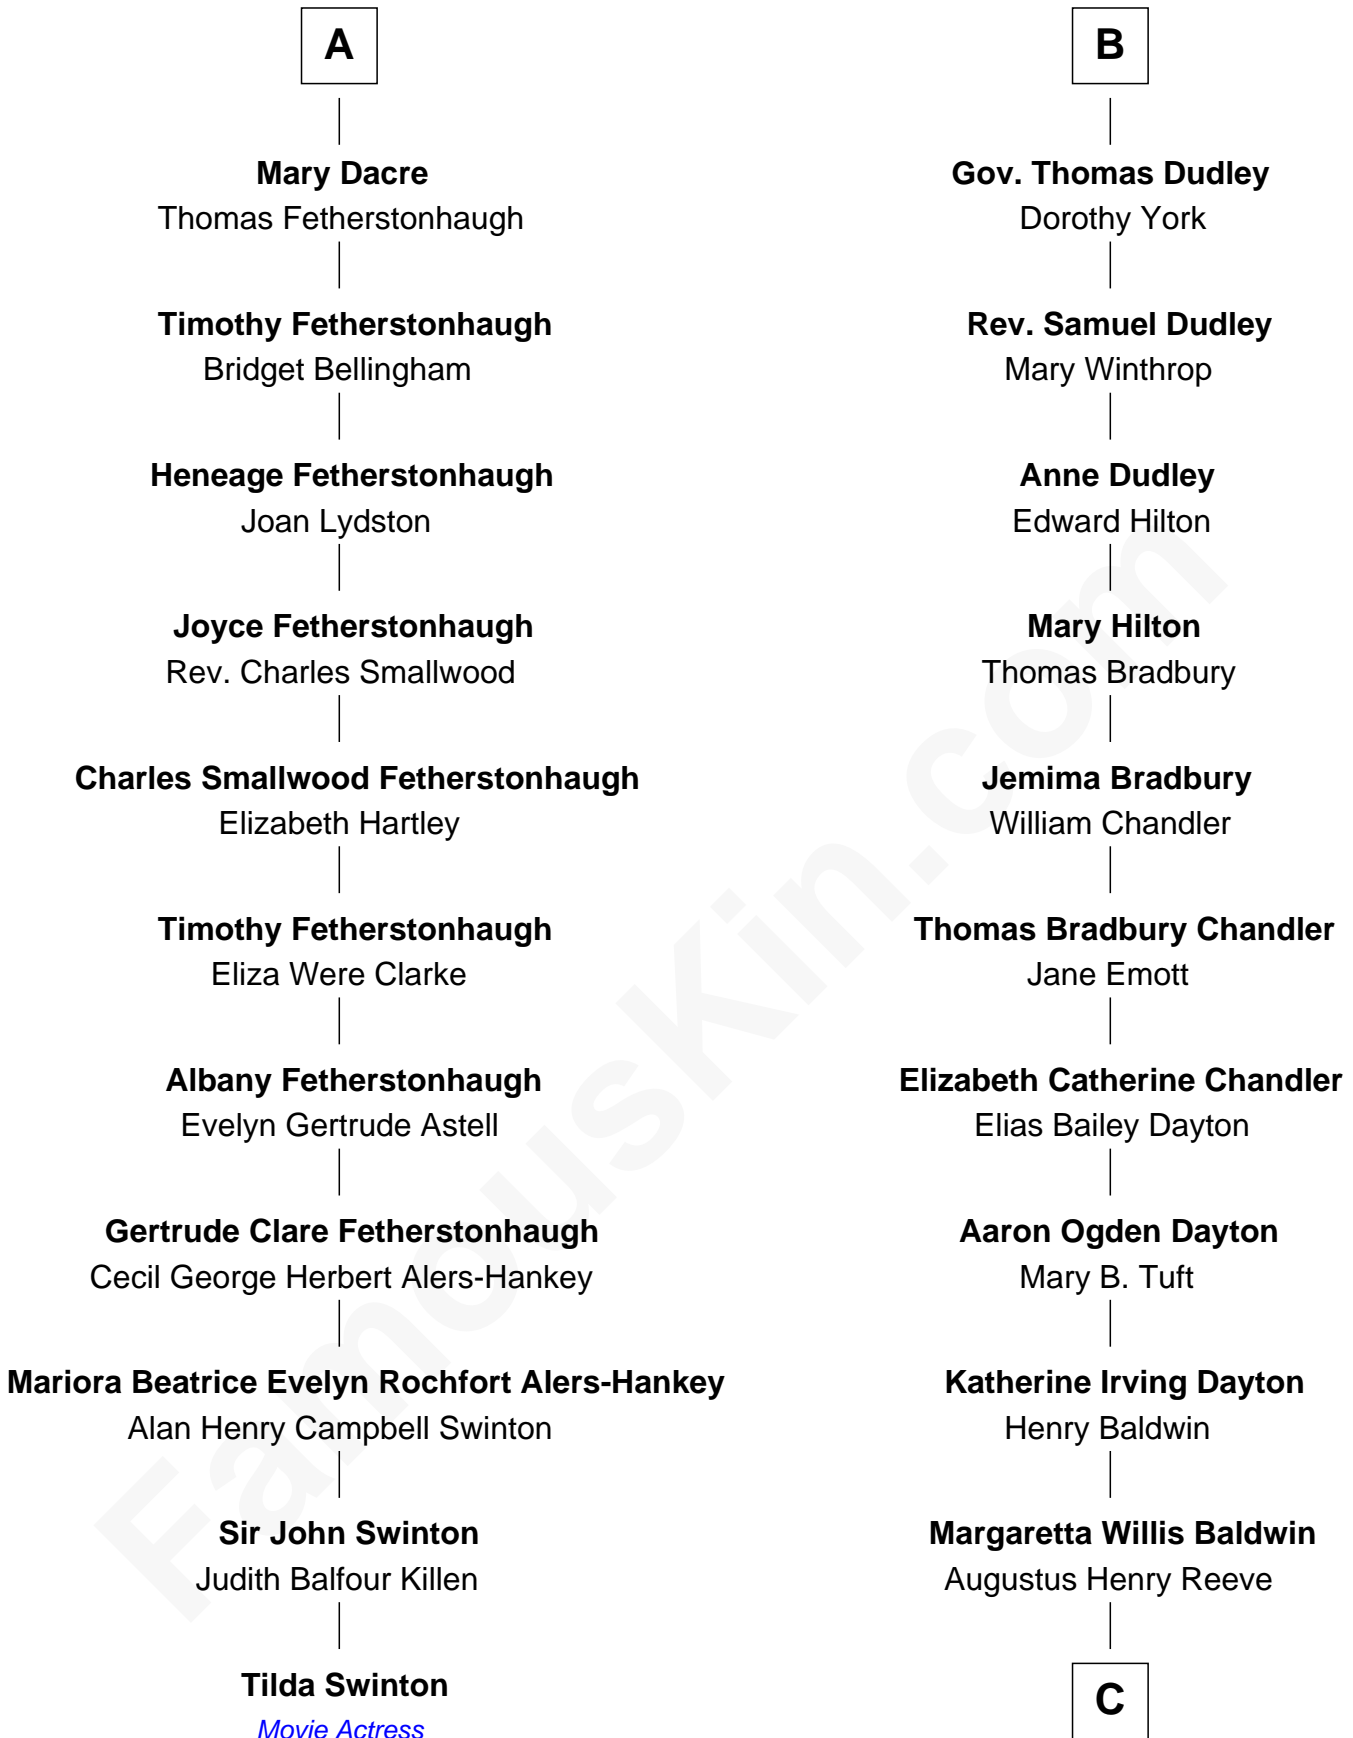 A
Mary Dacre
Thomas Fetherstonhaugh
Timothy Fetherstonhaugh
Bridget Bellingham
Heneage Fetherstonhaugh
Joan Lydston
Joyce Fetherstonhaugh
Rev. Charles Smallwood
Charles Smallwood Fetherstonhaugh
Elizabeth Hartley
Timothy Fetherstonhaugh
Eliza Were Clarke
Albany Fetherstonhaugh
Evelyn Gertrude Astell
Gertrude Clare Fetherstonhaugh
Cecil George Herbert Alers-Hankey
Mariora Beatrice Evelyn Rochfort Alers-Hankey
Alan Henry Campbell Swinton
Sir John Swinton
Judith Balfour Killen
Tilda Swinton
Movie Actress
B
Gov. Thomas Dudley
Dorothy York
Rev. Samuel Dudley
Mary Winthrop
Anne Dudley
Edward Hilton
Mary Hilton
Thomas Bradbury
Jemima Bradbury
William Chandler
Thomas Bradbury Chandler
Jane Emott
Elizabeth Catherine Chandler
Elias Bailey Dayton
Aaron Ogden Dayton
Mary B. Tuft
Katherine Irving Dayton
Henry Baldwin
Margaretta Willis Baldwin
Augustus Henry Reeve
C
FamousKin.com